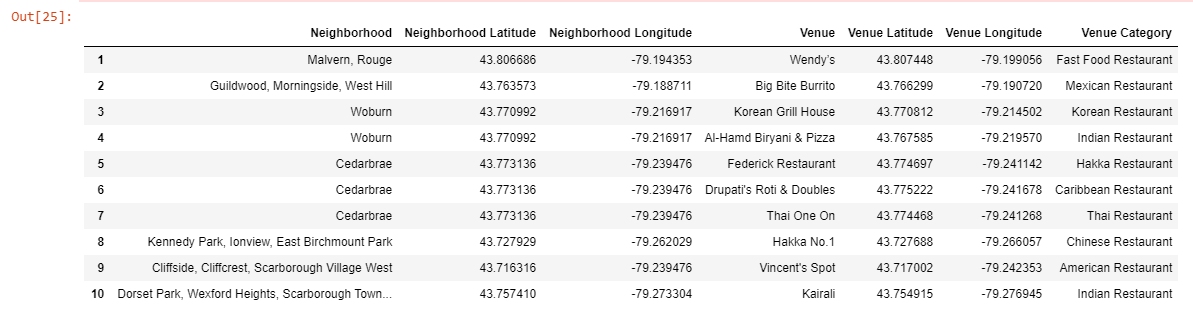 Out[25]:
Neighborhood Neighborhood Latitude Neighborhood Longitude Venue Venue Latitude Venue Longitude Venue Category
1 Malvern, Rouge 43.806686 -79.194353 Wendy's 43.807448 -79.199056 Fast Food Restaurant
2 Guildwood, Morningside, West Hill 43.763573 -79.188711 Big Bite Burrito 43.766299 -79.190720 Mexican Restaurant
3 Woburn 43.770992 -79.216917 Korean Grill House 43.770812 -79.214502 Korean Restaurant
4 Woburn 43.770992 -79.216917 Al-Hamd Biryani & Pizza 43.767585 -79.219570 Indian Restaurant
5 Cedarbrae 43.773136 -79.239476 Federick Restaurant 43.774697 -79.241142 Hakka Restaurant
6 Cedarbrae 43.773136 -79.239476 Drupati's Roti & Doubles 43.775222 -79.241678 Caribbean Restaurant
7 Cedarbrae 43.773136 -79.239476 Thai One On 43.774468 -79.241268 Thai Restaurant
8 Kennedy Park, Ionview, East Birchmount Park 43.727929 -79.262029 Hakka No.1 43.727688 -79.266057 Chinese Restaurant
9 Cliffside, Cliffcrest, Scarborough Village West 43.716316 -79.239476 Vincent's Spot 43.717002 -79.242353 American Restaurant
10 Dorset Park, Wexford Heights, Scarborough Town... 43.757410 -79.273304 Kairali 43.754915 -79.276945 Indian Restaurant